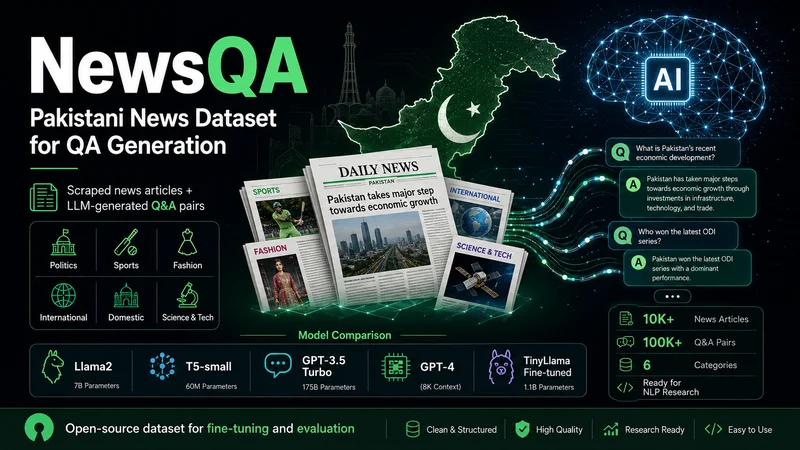 NewsQA
Pakistani News Dataset
for QA Generation
Scraped news articles +
LLM-generated Q&A pairs
Politics
Sports
Fashion
International
Domestic
Science & Tech
DAILY NEWS
PAKISTAN
Pakistan takes major step
towards economic growth
SPORTS
FASHION
INTERNATIONAL
SCIENCE & TECH
AI
Q
What is Pakistan's recent
economic development?
A
Pakistan has taken major steps
towards economic growth through
investments in infrastructure,
technology, and trade.
Q
Who won the latest ODI
series?
A
Pakistan won the latest ODI
series with a dominant
performance.
10K+ News Articles
100K+ Q&A Pairs
6 Categories
Ready for
NLP Research
Model Comparison
Llama2
7B Parameters
T5-small
60M Parameters
GPT-3.5
Turbo
175B Parameters
GPT-4
(8K Context)
TinyLlama
Fine-tuned
1.1B Parameters
Open-source dataset for fine-tuning and evaluation
Clean & Structured
High Quality
Research Ready
Easy to Use